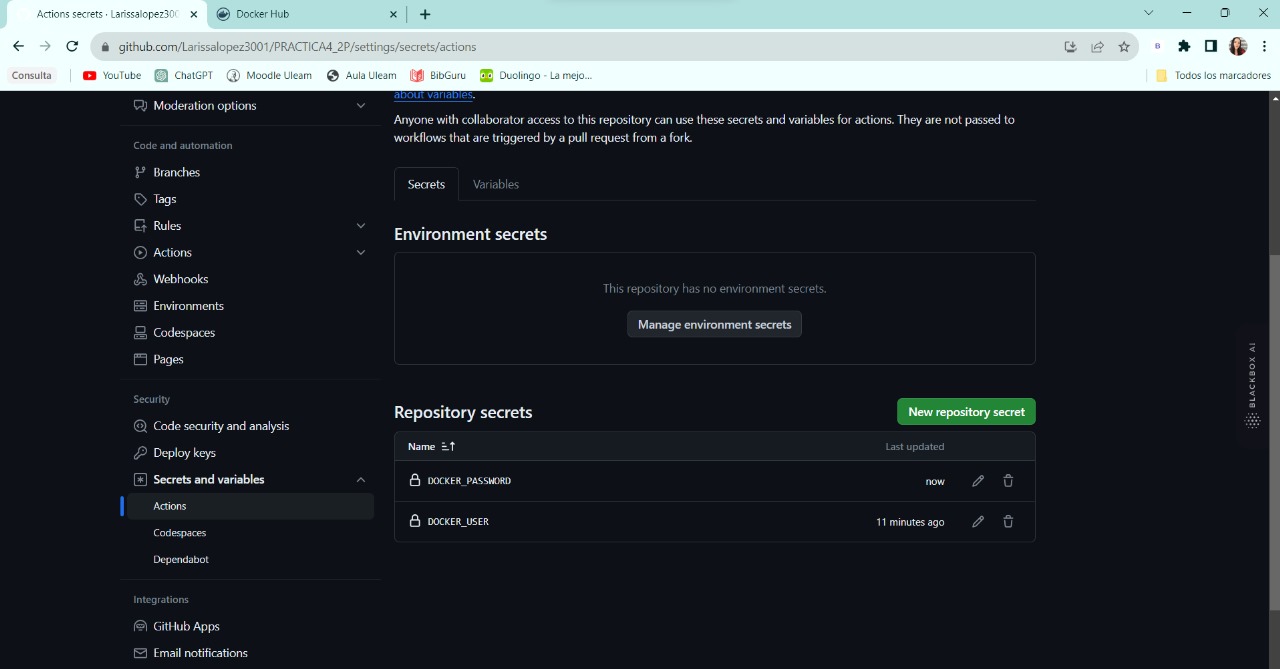 Actions secrets · Larissalopez300
Docker Hub
github.com/Larissalopez3001/PRACTICA4_2P/settings/secrets/actions
B
Consulta
YouTube
ChatGPT
Moodle Uleam
Aula Uleam
BibGuru
Duolingo - La mejo...
Todos los marcadores
Moderation options
Code and automation
Branches
Tags
Rules
Actions
Webhooks
Environments
Codespaces
Pages
Security
Code security and analysis
Deploy keys
Secrets and variables
Actions
Codespaces
Dependabot
Integrations
GitHub Apps
Email notifications
about variables.
Anyone with collaborator access to this repository can use these secrets and variables for actions. They are not passed to
workflows that are triggered by a pull request from a fork.
Secrets
Variables
Environment secrets
This repository has no environment secrets.
Manage environment secrets
Repository secrets
New repository secret
Name
Last updated
DOCKER_PASSWORD
now
DOCKER_USER
11 minutes ago
BLACKBOX AI